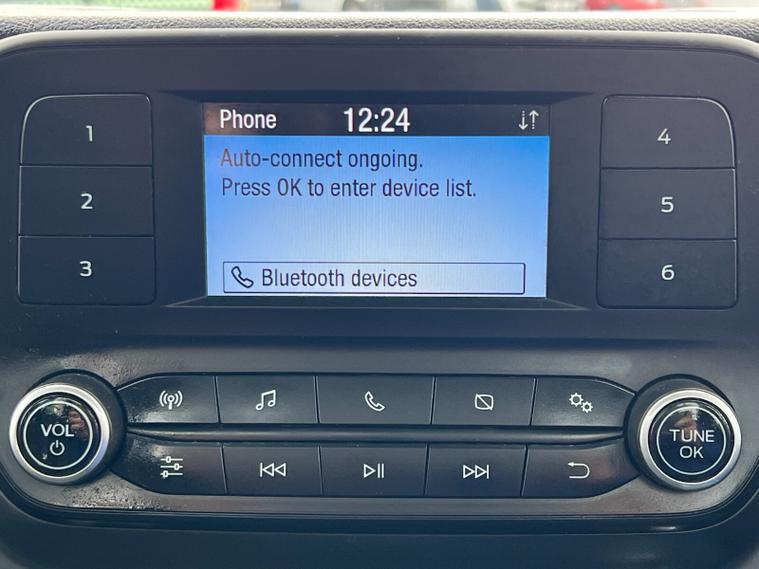 Phone 12:24
Auto-connect ongoing.
Press OK to enter device list.
Bluetooth devices
1
2
3
4
5
6
VOL
TUNE
OK